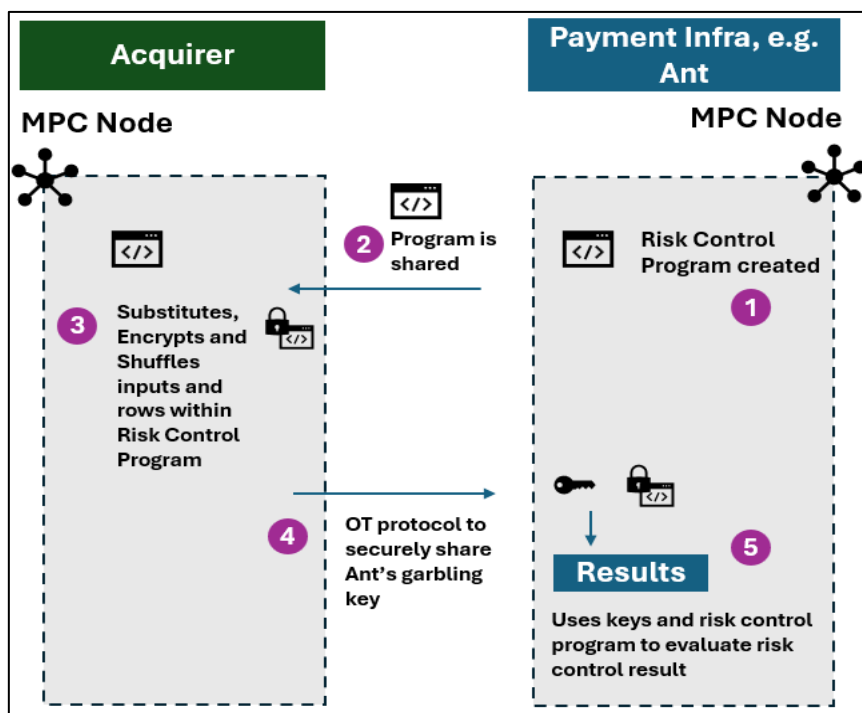 Acquirer
Payment Infra, e.g.
Ant
MPC Node
MPC Node
</>
</>
</>
2
Program is
shared
Risk Control
Program created
1
3
Substitutes,
Encrypts and
Shuffles
inputs and
rows within
Risk Control
Program
</>
4
OT protocol to
securely share
Ant's garbling
key
</>
5
Results
Uses keys and risk control
program to evaluate risk
control result